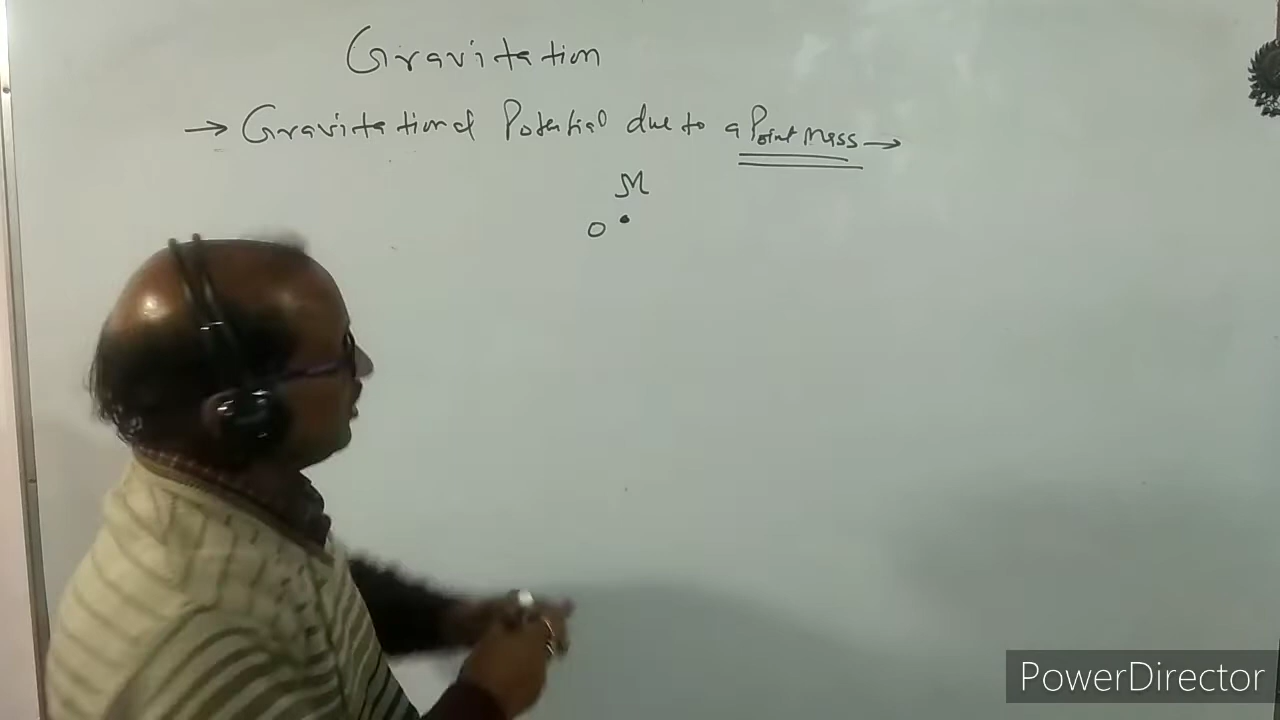 Gravitation
→ Gravitational Potential due to a Point Mass →
M
O
PowerDirector